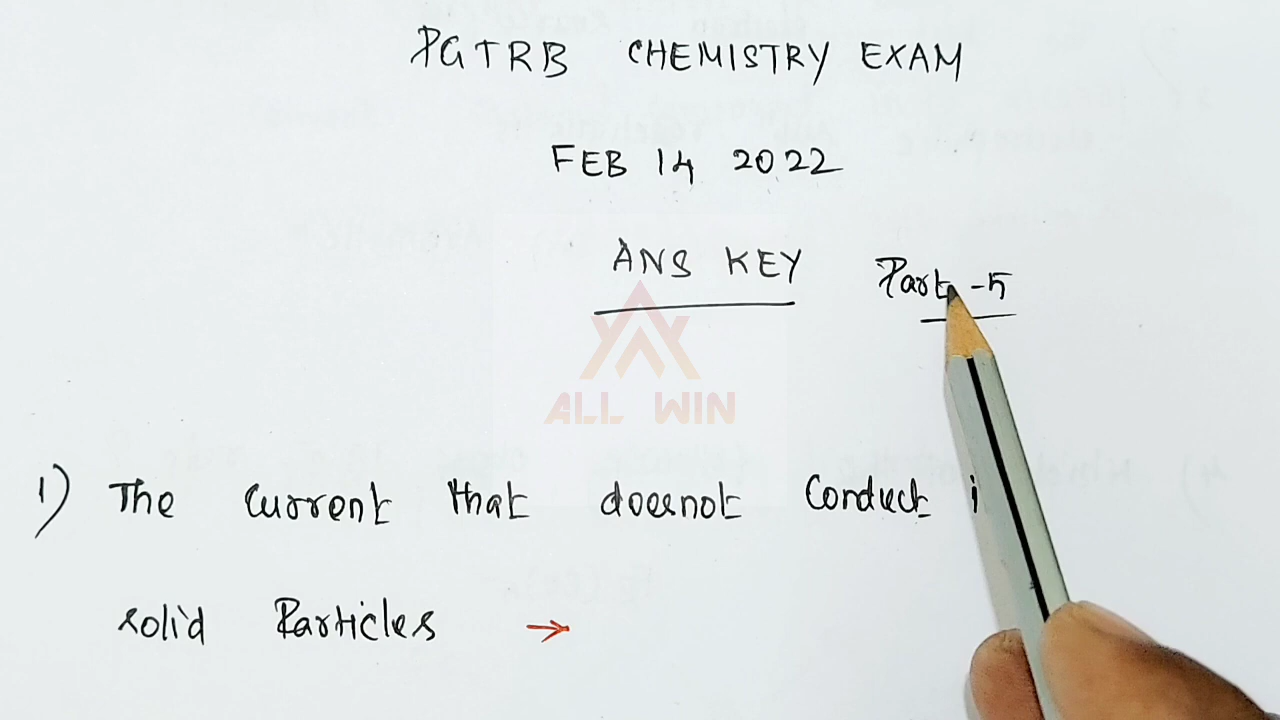 PGTRB CHEMISTRY EXAM
FEB 14 2022
ANS KEY Part -5
ALL WIN
1) The current that doesnot Conduct i
solid Particles →